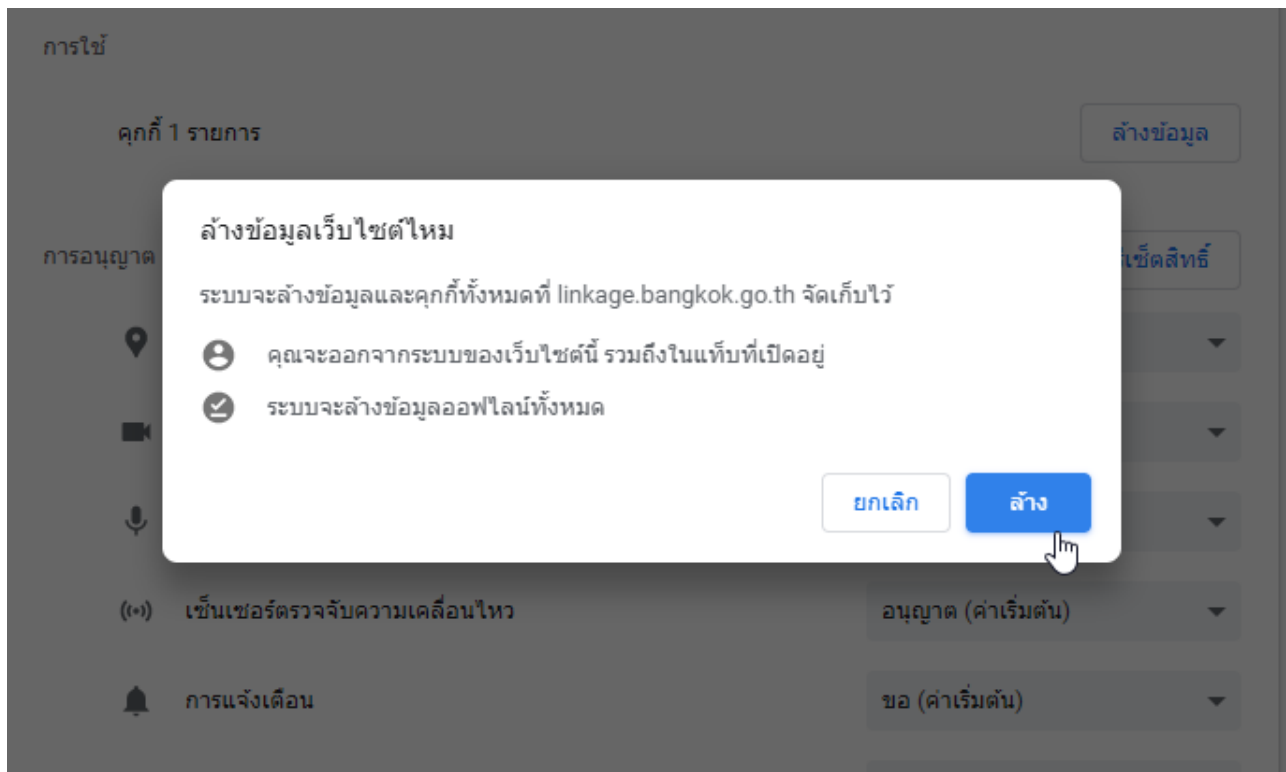 การใช้
คุกกี้ 1 รายการ
ล้างข้อมูล
ล้างข้อมูลเว็บไซต์ไหม
ระบบจะล้างข้อมูลและคุกกี้ทั้งหมดที่ linkage.bangkok.go.th จัดเก็บไว้
คุณจะออกจากระบบของเว็บไซต์นี้ รวมถึงในแท็บที่เปิดอยู่
ระบบจะล้างข้อมูลออฟไลน์ทั้งหมด
ยกเลิก
ล้าง
การอนุญาต
เซ็ตสิทธิ์
เซ็นเซอร์ตรวจจับความเคลื่อนไหว
อนุญาต (ค่าเริ่มต้น)
การแจ้งเตือน
ขอ (ค่าเริ่มต้น)